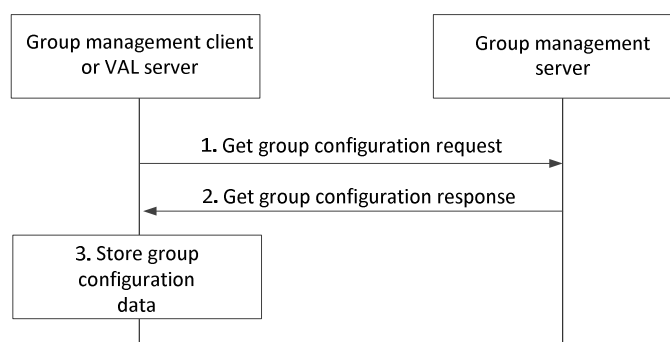 Group management client
or VAL server
Group management
server
1. Get group configuration request
2. Get group configuration response
3. Store group
configuration
data